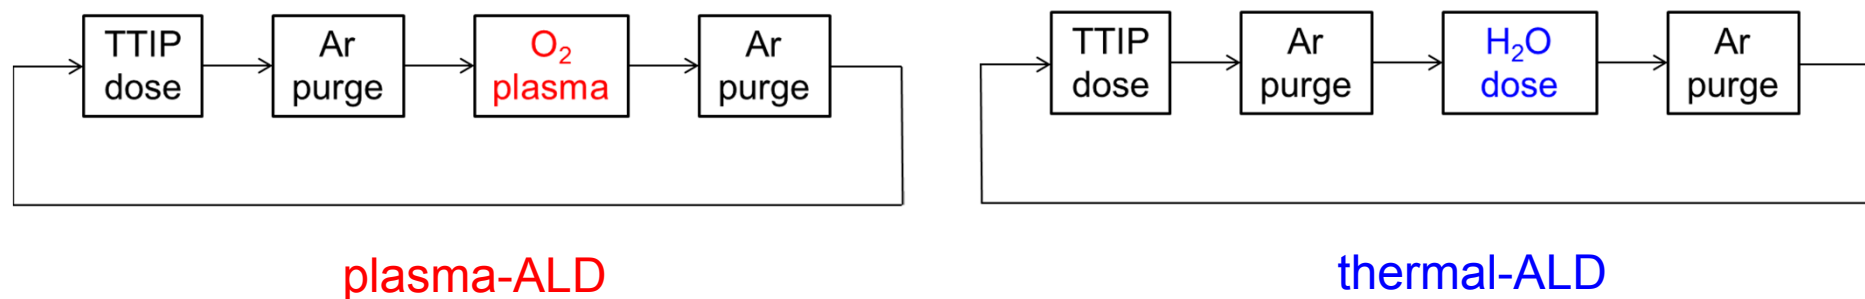 TTIP
dose
Ar
purge
O₂
plasma
Ar
purge
plasma-ALD
TTIP
dose
Ar
purge
H₂O
dose
Ar
purge
thermal-ALD